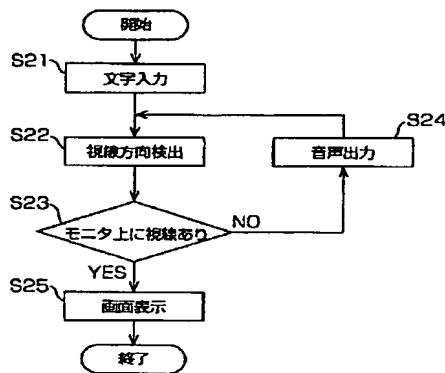 開始
S21
文字入力
S22
視線方向検出
S24
音声出力
S23
モニタ上に視線あり
NO
YES
S25
画面表示
終了